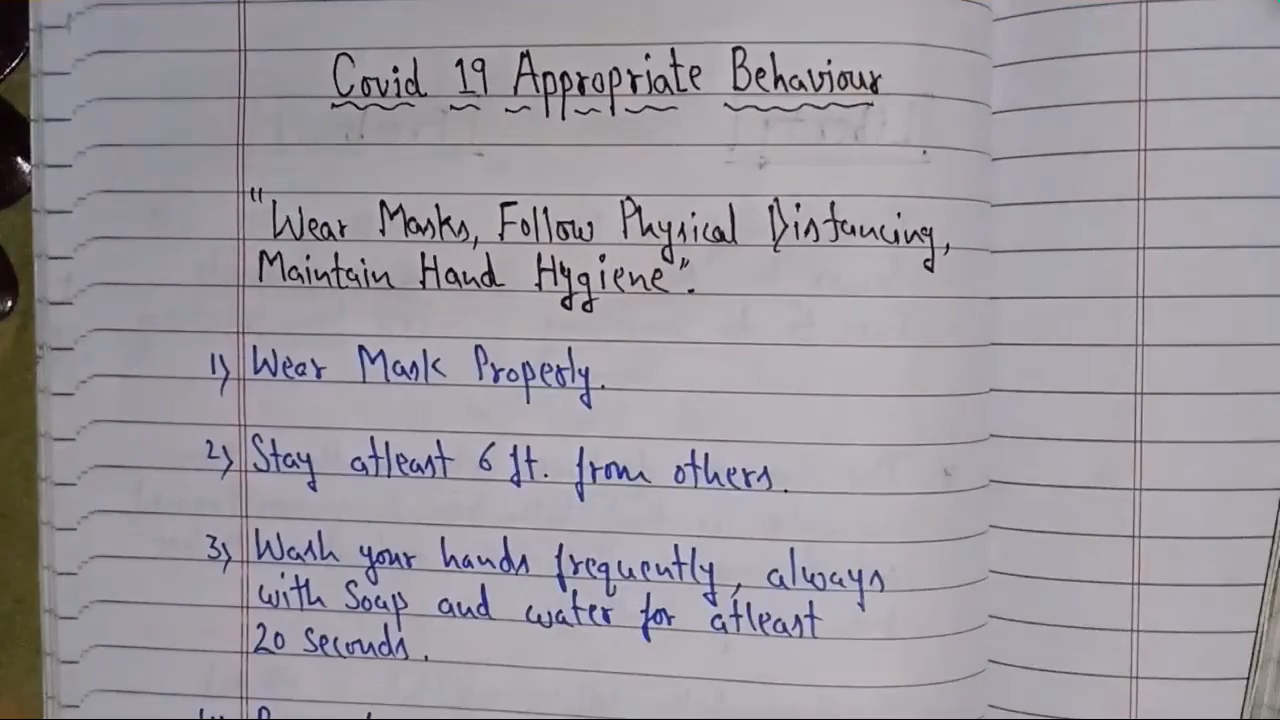 Covid 19 Appropriate Behaviour
"Wear Masks, Follow Physical Distancing,
Maintain Hand Hygiene".
1) Wear Mask Properly.
2) Stay atleast 6 ft. from others.
3) Wash your hands frequently, always
with Soap and water for atleast
20 seconds.